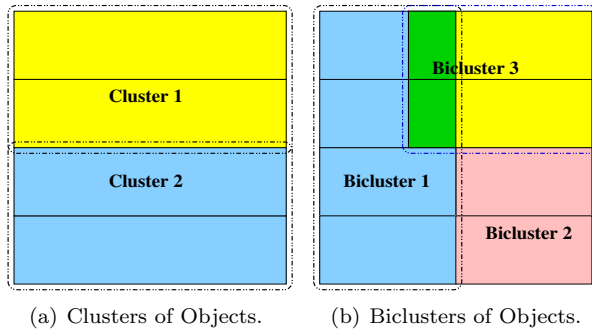 Cluster 1
Cluster 2
(a) Clusters of Objects.
Bicluster 3
Bicluster 1
Bicluster 2
(b) Biclusters of Objects.